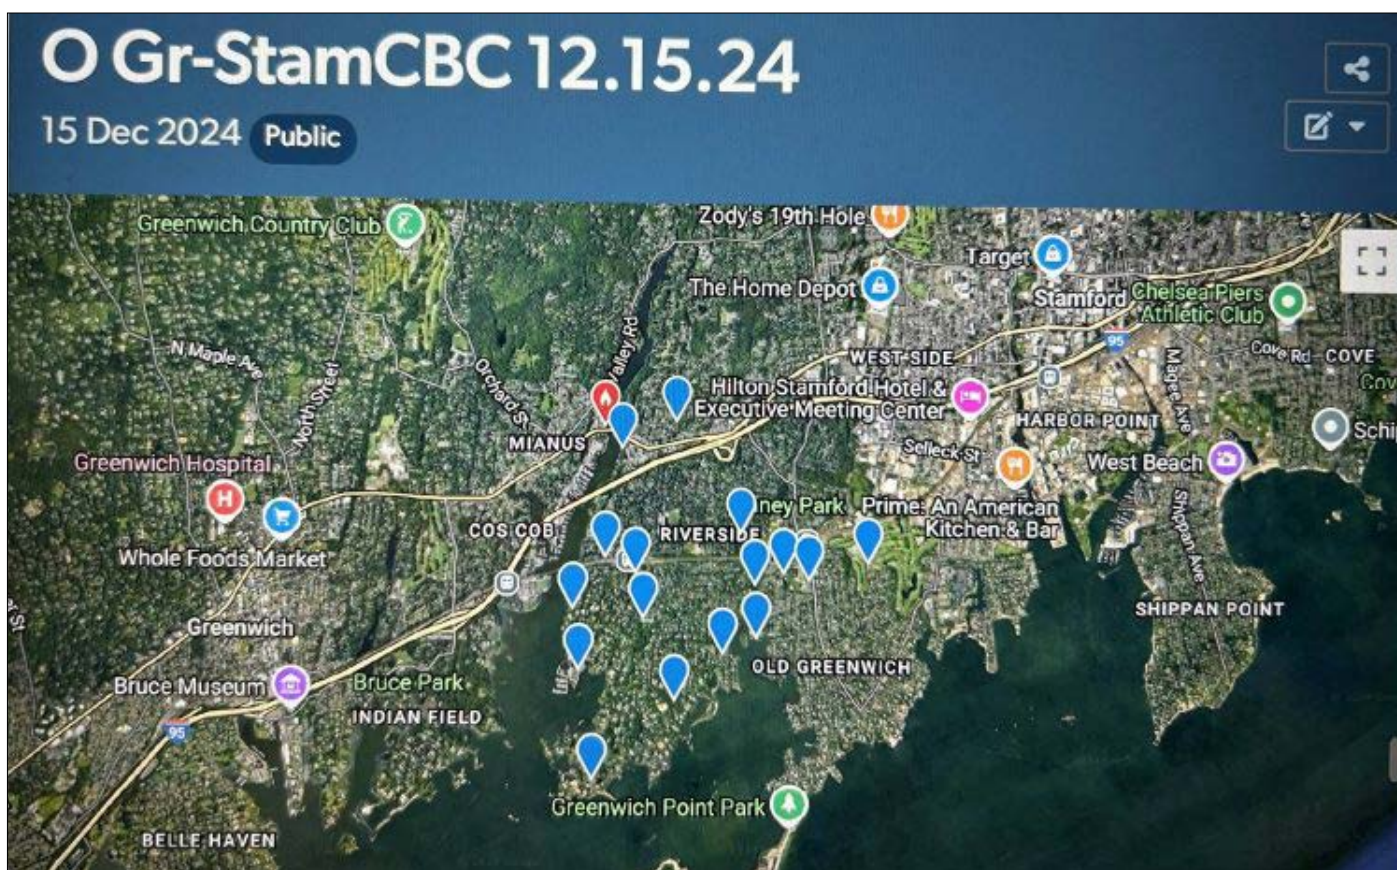 O Gr-StamCBC 12.15.24
15 Dec 2024 Public
Greenwich Country Club
Zody's 19th Hole
Target
The Home Depot
Stamford
Chelsea Piers
Athletic Club
N Maple Ave
North Street
Orchard St
Valley Rd
WEST SIDE
95
Magee Ave
Cove Rd
COVE
Hilton Stamford Hotel &
Executive Meeting Center
MIANUS
HARBOR POINT
Greenwich Hospital
Selleck St
West Beach
COS COB
RIVERSIDE
ney Park
Prime: An American
Kitchen & Bar
Whole Foods Market
Shippan Ave
SHIPPAN POINT
Greenwich
OLD GREENWICH
Bruce Museum
Bruce Park
INDIAN FIELD
95
Greenwich Point Park
BELLE HAVEN